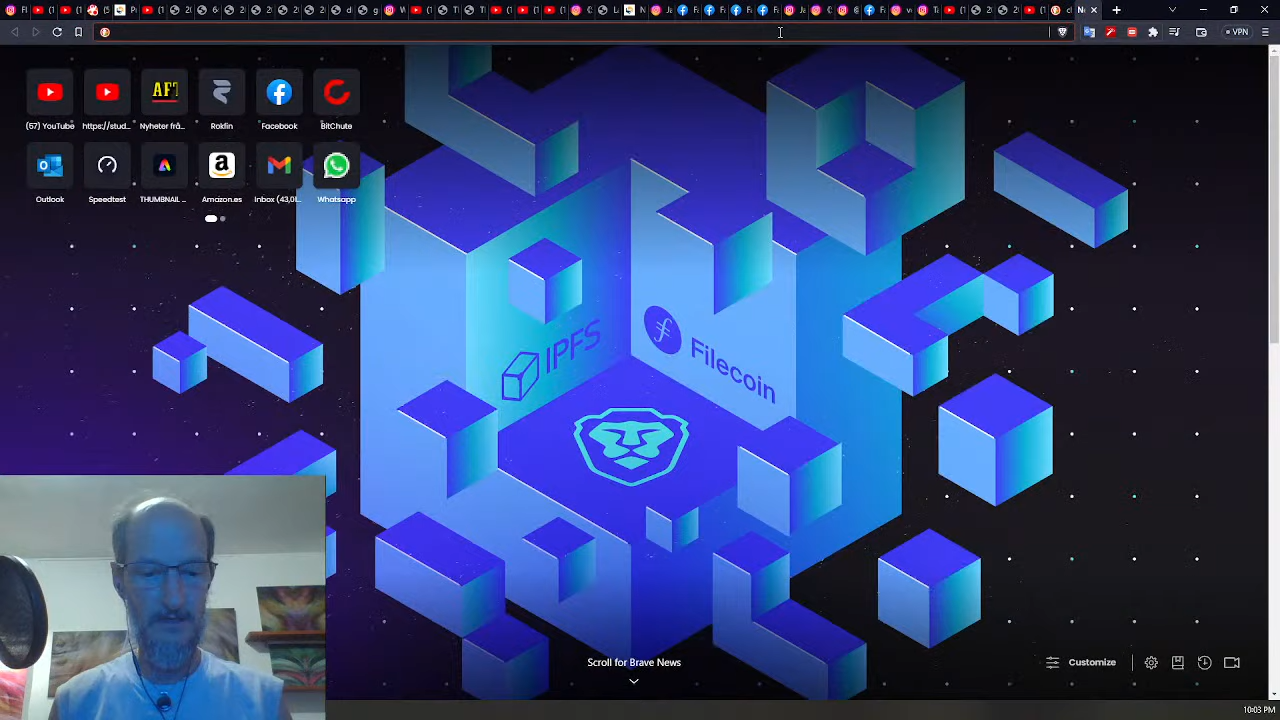 VPN
AFT
(57) YouTube
https://stud...
Nyheter frå...
Rokfin
Facebook
BitChute
Outlook
Speedtest
THUMBNAIL ...
Amazon.es
Inbox (43,0...
Whatsapp
IPFS
Filecoin
Scroll for Brave News
Customize
10:03 PM